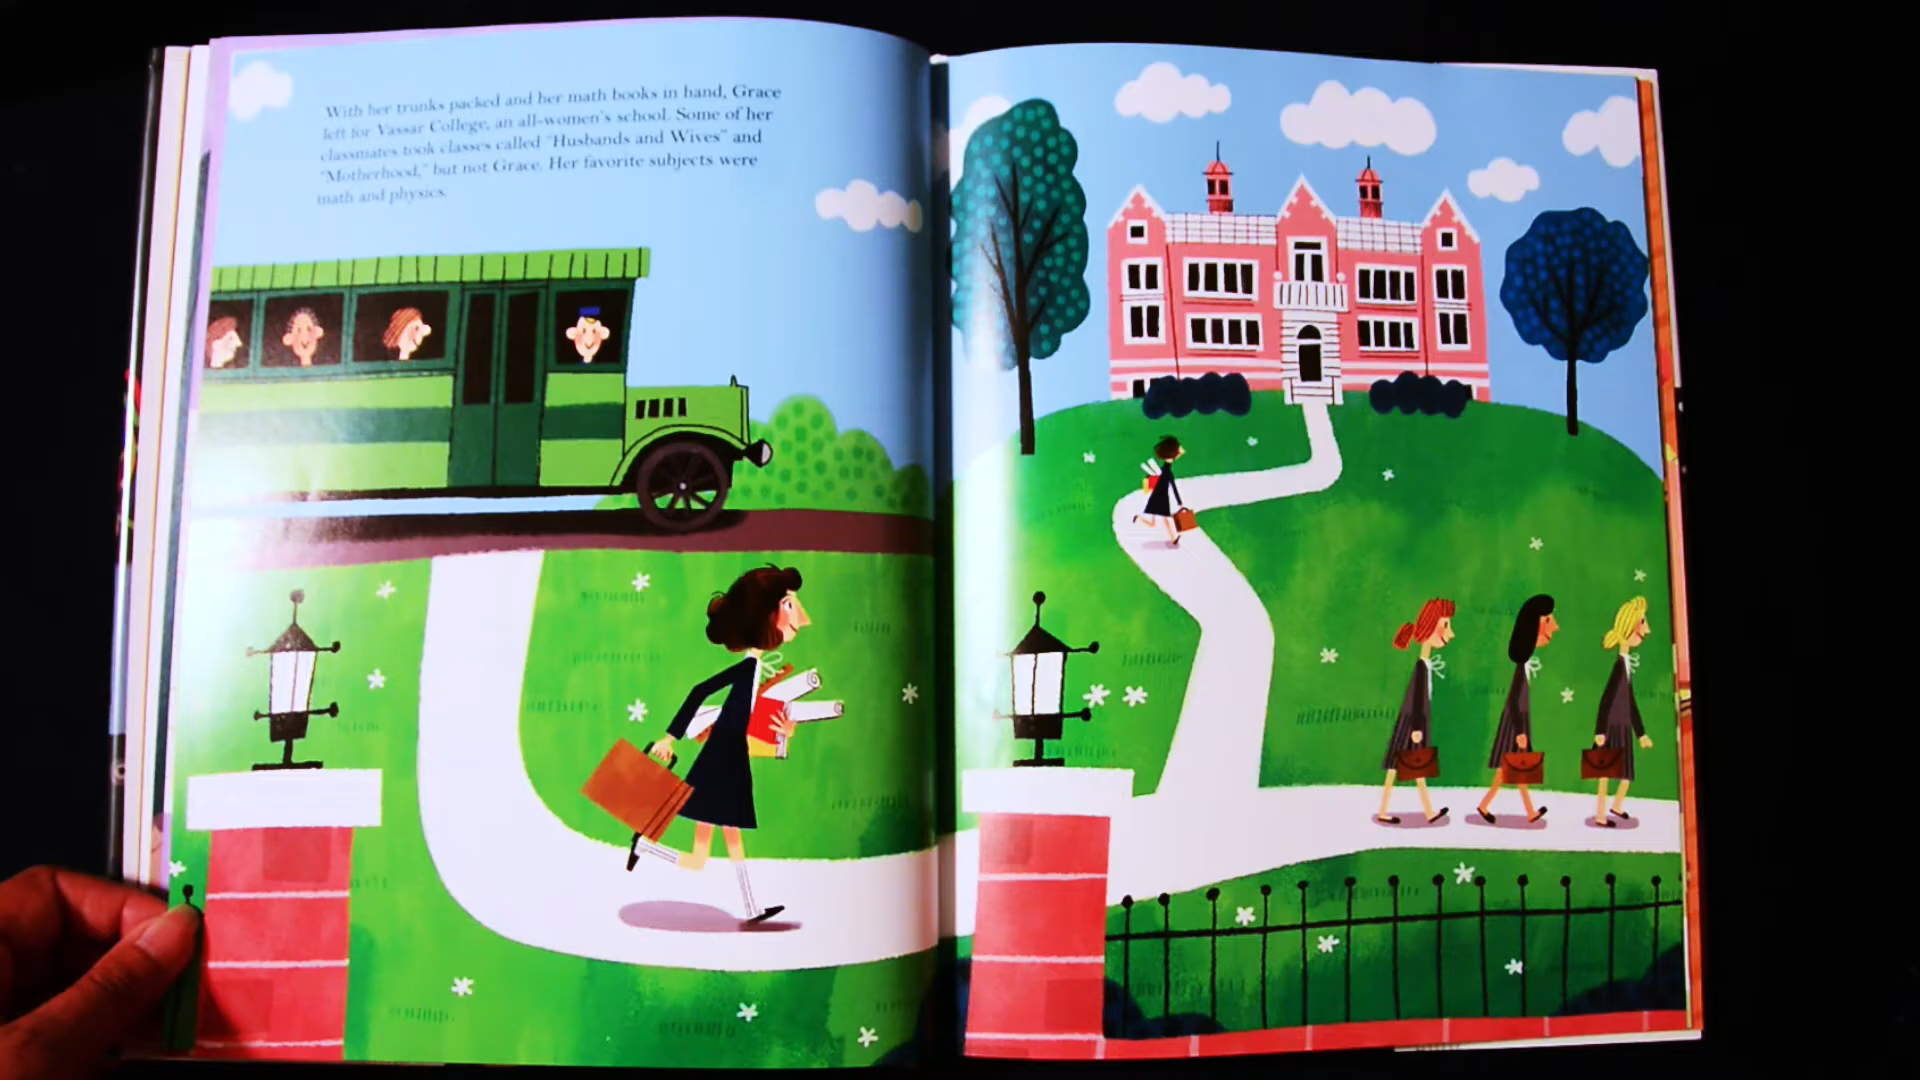 With her trunks packed and her math books in hand, Grace
left for Vassar College, an all-women's school. Some of her
classmates took classes called "Husbands and Wives" and
"Motherhood," but not Grace. Her favorite subjects were
math and physics.